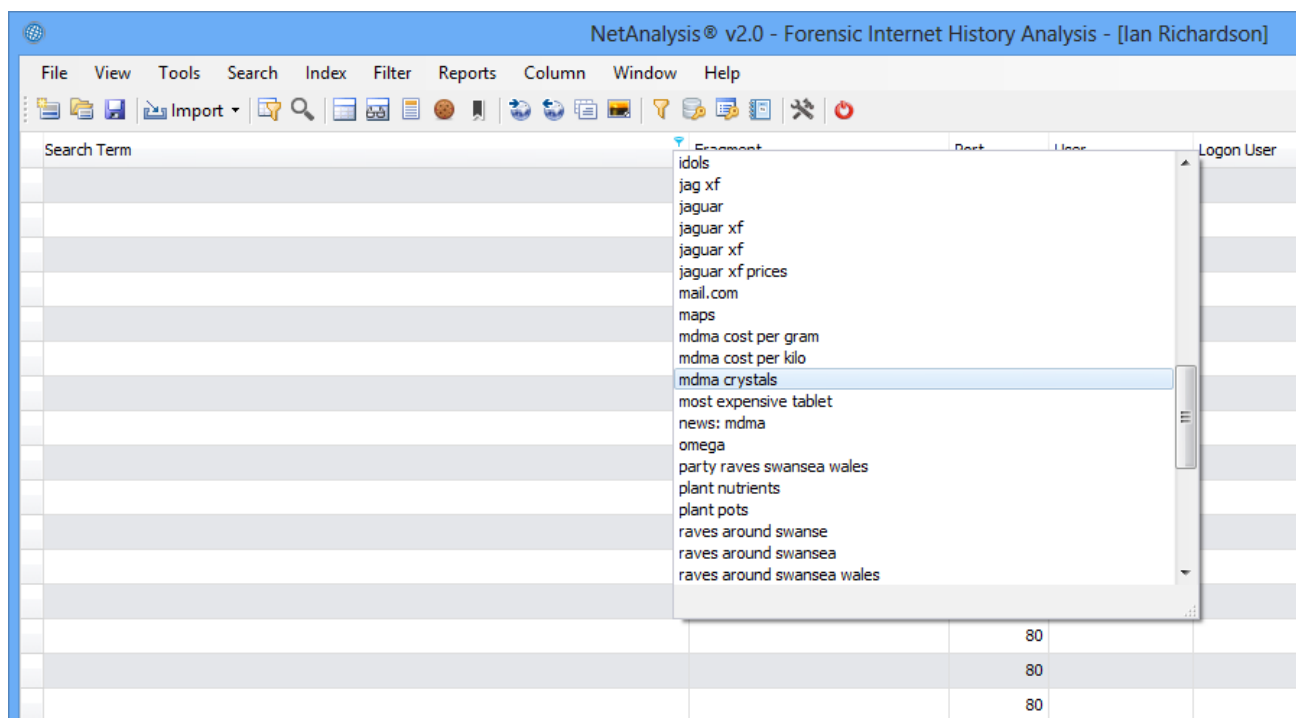 NetAnalysis® v2.0 - Forensic Internet History Analysis - [Ian Richardson]
File View Tools Search Index Filter Reports Column Window Help
Import
Search Term Fragment Port User Logon User
idols
jag xf
jaguar
jaguar xf
jaguar xf
jaguar xf prices
mail.com
maps
mdma cost per gram
mdma cost per kilo
mdma crystals
most expensive tablet
news: mdma
omega
party raves swansea wales
plant nutrients
plant pots
raves around swanse
raves around swansea
raves around swansea wales
80
80
80